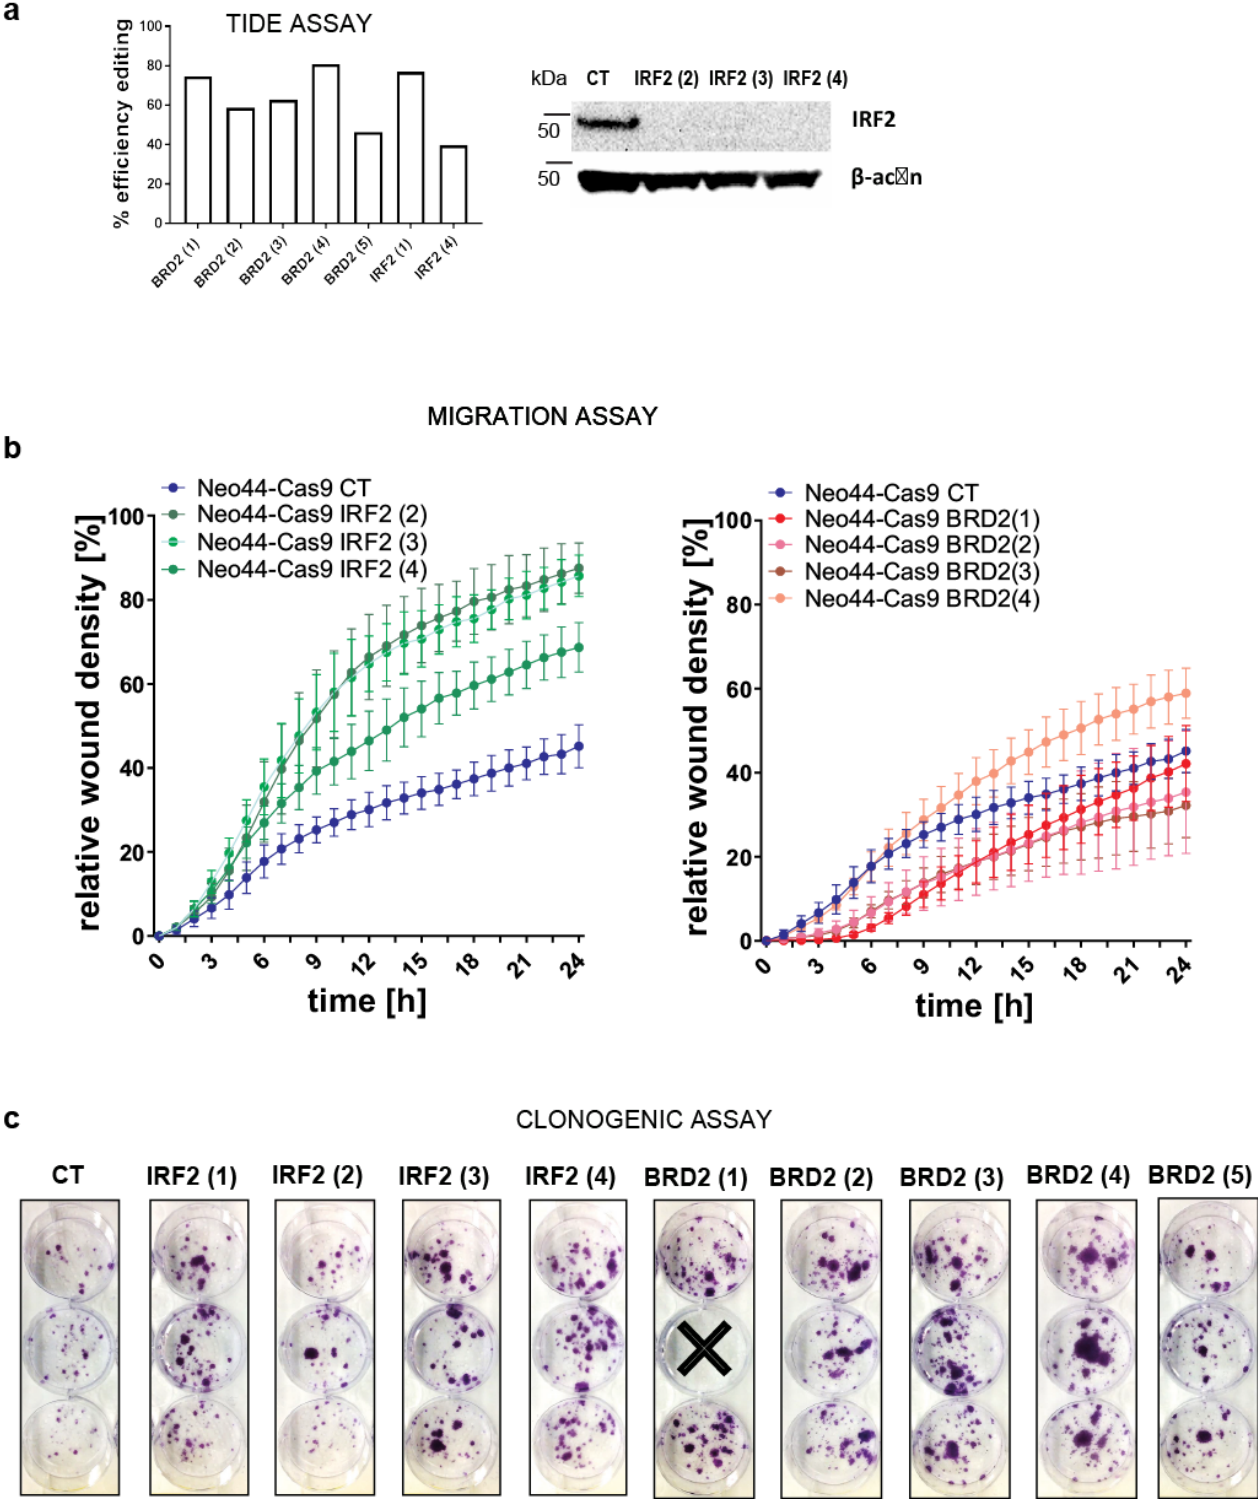 a
TIDE ASSAY
% efficiency editing
100
80
60
40
20
0
BRD2 (1)
BRD2 (2)
BRD2 (3)
BRD2 (4)
BRD2 (5)
IRF2 (1)
IRF2 (4)
kDa CT IRF2 (2) IRF2 (3) IRF2 (4)
50 IRF2
50 β-ac☒n
MIGRATION ASSAY
b
Neo44-Cas9 CT
Neo44-Cas9 IRF2 (2)
Neo44-Cas9 IRF2 (3)
Neo44-Cas9 IRF2 (4)
relative wound density [%]
100
80
60
40
20
0
0 3 6 9 12 15 18 21 24
time [h]
Neo44-Cas9 CT
Neo44-Cas9 BRD2(1)
Neo44-Cas9 BRD2(2)
Neo44-Cas9 BRD2(3)
Neo44-Cas9 BRD2(4)
relative wound density [%]
100
80
60
40
20
0
0 3 6 9 12 15 18 21 24
time [h]
c
CLONOGENIC ASSAY
CT IRF2 (1) IRF2 (2) IRF2 (3) IRF2 (4) BRD2 (1) BRD2 (2) BRD2 (3) BRD2 (4) BRD2 (5)